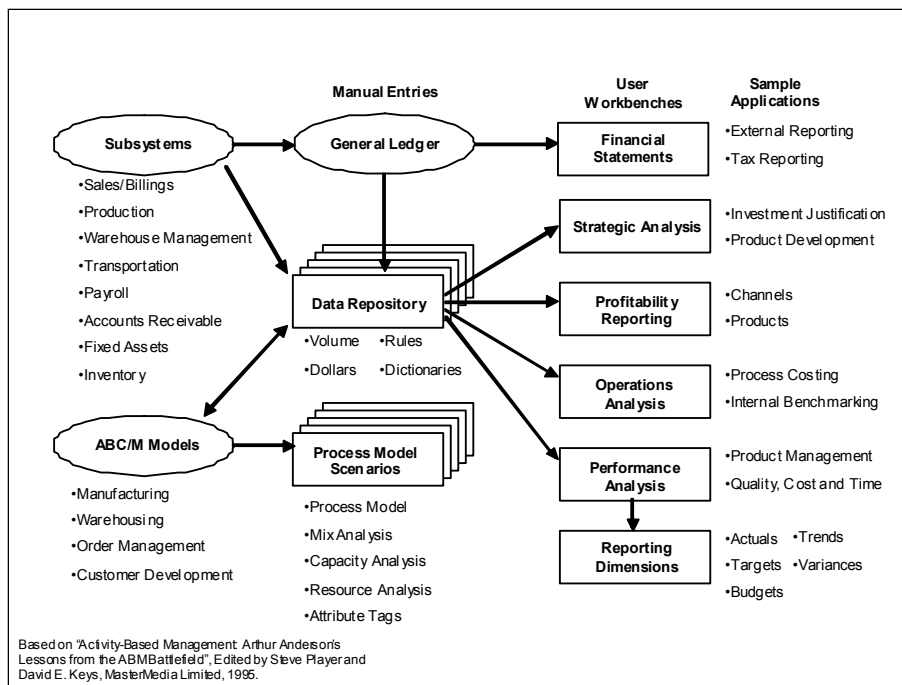 Manual Entries
User
Workbenches
Sample
Applications
Subsystems
•Sales/Billings
•Production
•Warehouse Management
•Transportation
•Payroll
•Accounts Receivable
•Fixed Assets
•Inventory
General Ledger
Financial
Statements
•External Reporting
•Tax Reporting
Strategic Analysis
•Investment Justification
•Product Development
Data Repository
•Volume •Rules
•Dollars •Dictionaries
Profitability
Reporting
•Channels
•Products
Operations
Analysis
•Process Costing
•Internal Benchmarking
ABC/M Models
•Manufacturing
•Warehousing
•Order Management
•Customer Development
Process Model
Scenarios
•Process Model
•Mix Analysis
•Capacity Analysis
•Resource Analysis
•Attribute Tags
Performance
Analysis
•Product Management
•Quality, Cost and Time
Reporting
Dimensions
•Actuals •Trends
•Targets •Variances
•Budgets
Based on “Activity-Based Management: Arthur Anderson's
Lessons from the ABM Battlefield”, Edited by Steve Player and
David E. Keys, MasterMedia Limited, 1995.